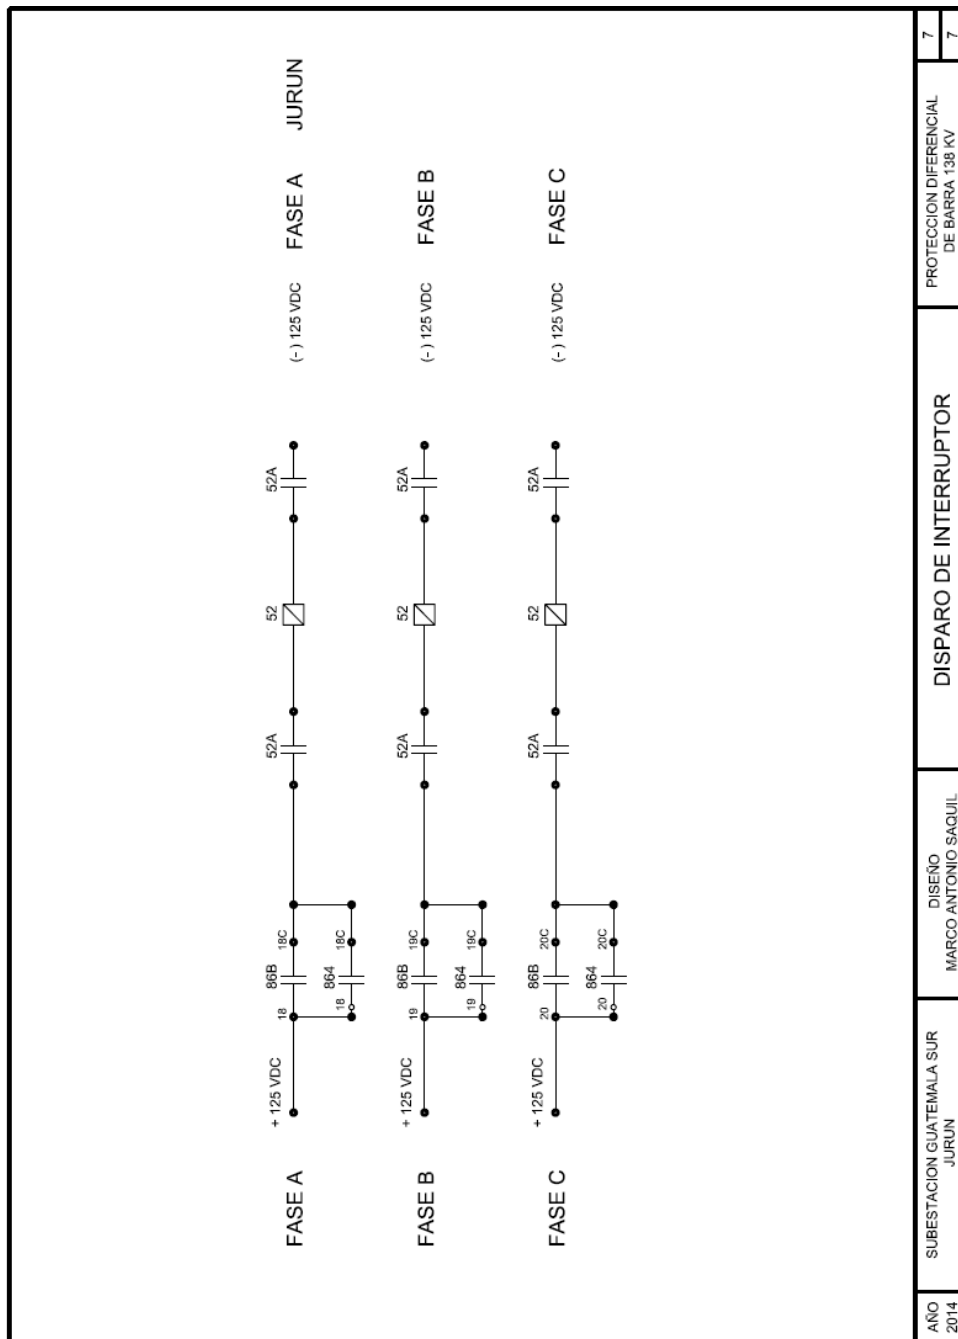 FASE A
+ 125 VDC
18
86B
18C
18
864
18C
52A
52
52A
(-) 125 VDC
FASE A
JURUN
FASE B
+ 125 VDC
19
86B
19C
19
864
19C
52A
52
52A
(-) 125 VDC
FASE B
FASE C
+ 125 VDC
20
86B
20C
20
864
20C
52A
52
52A
(-) 125 VDC
FASE C
AÑO
2014
SUBESTACION GUATEMALA SUR
JURUN
DISEÑO
MARCO ANTONIO SAQUIL
DISPARO DE INTERRUPTOR
PROTECCION DIFERENCIAL
DE BARRA 138 KV
7
7